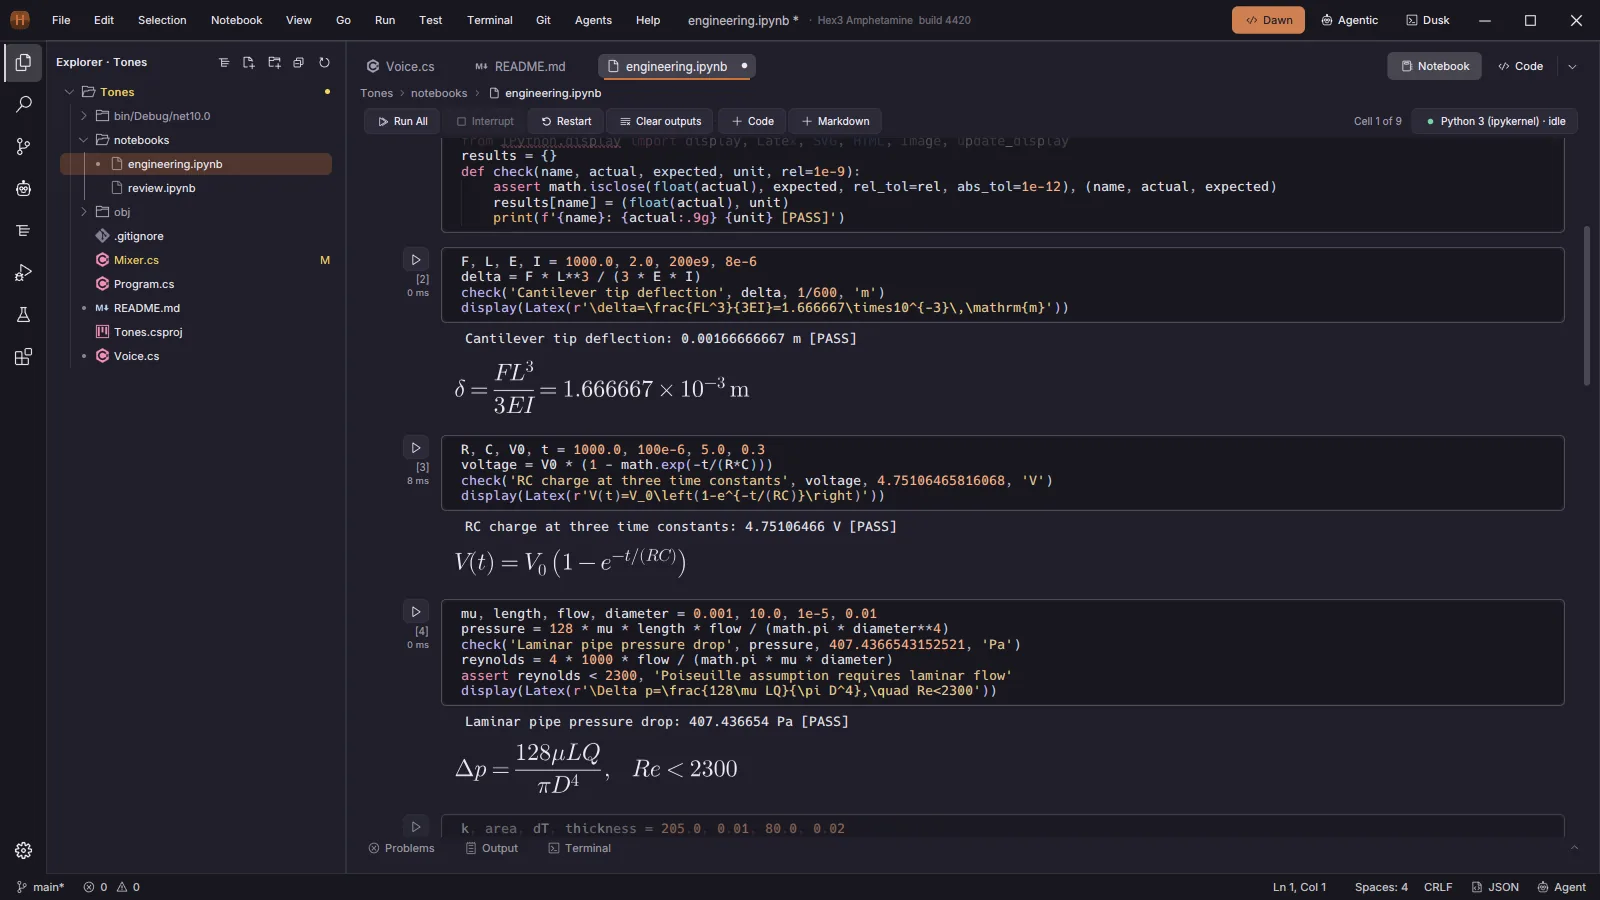 File Edit Selection Notebook View Go Run Test Terminal Git Agents Help engineering.ipynb * · Hex3 Amphetamine build 4420 Dawn Agentic Dusk
Explorer · Tones
Tones
bin/Debug/net10.0
notebooks
engineering.ipynb
review.ipynb
obj
.gitignore
Mixer.cs M
Program.cs
README.md
Tones.csproj
Voice.cs
Voice.cs README.md engineering.ipynb Notebook Code
Tones > notebooks > engineering.ipynb
Run All Interrupt Restart Clear outputs + Code + Markdown Cell 1 of 9 Python 3 (ipykernel) · idle
from IPython.display import display, Latex, SVG, HTML, Image, update_display
results = {}
def check(name, actual, expected, unit, rel=1e-9):
assert math.isclose(float(actual), expected, rel_tol=rel, abs_tol=1e-12), (name, actual, expected)
results[name] = (float(actual), unit)
print(f'{name}: {actual:.9g} {unit} [PASS]')
[2]
0 ms
F, L, E, I = 1000.0, 2.0, 200e9, 8e-6
delta = F * L**3 / (3 * E * I)
check('Cantilever tip deflection', delta, 1/600, 'm')
display(Latex(r'\delta=\frac{FL^3}{3EI}=1.666667\times10^{-3}\,\mathrm{m}'))
Cantilever tip deflection: 0.00166666667 m [PASS]
δ = FL³/3EI = 1.666667 × 10⁻³ m
[3]
8 ms
R, C, V0, t = 1000.0, 100e-6, 5.0, 0.3
voltage = V0 * (1 - math.exp(-t/(R*C)))
check('RC charge at three time constants', voltage, 4.75106465816068, 'V')
display(Latex(r'V(t)=V_0\left(1-e^{-t/(RC)}\right)'))
RC charge at three time constants: 4.75106466 V [PASS]
V(t) = V₀ (1 − e^{−t/(RC)})
[4]
0 ms
mu, length, flow, diameter = 0.001, 10.0, 1e-5, 0.01
pressure = 128 * mu * length * flow / (math.pi * diameter**4)
check('Laminar pipe pressure drop', pressure, 407.4366543152521, 'Pa')
reynolds = 4 * 1000 * flow / (math.pi * mu * diameter)
assert reynolds < 2300, 'Poiseuille assumption requires laminar flow'
display(Latex(r'\Delta p=\frac{128\mu LQ}{\pi D^4},\quad Re<2300'))
Laminar pipe pressure drop: 407.436654 Pa [PASS]
Δp = 128μLQ/πD⁴, Re < 2300
k, area, dT, thickness = 205.0, 0.01, 80.0, 0.02
Problems Output Terminal
main* 0 0 Ln 1, Col 1 Spaces: 4 CRLF JSON Agent